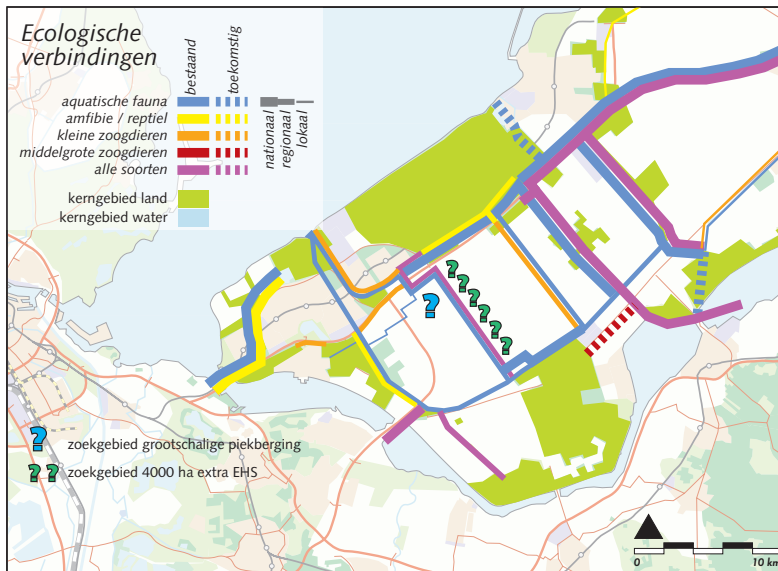 Ecologische
verbindingen
bestaand
toekomstig
aquatische fauna
amfibie / reptiel
kleine zoogdieren
middelgrote zoogdieren
alle soorten
nationaal
regionaal
lokaal
kerngebied land
kerngebied water
?
? ? ? ? ? ?
? zoekgebied grootschalige piekberging
? ? zoekgebied 4000 ha extra EHS
0 10 km